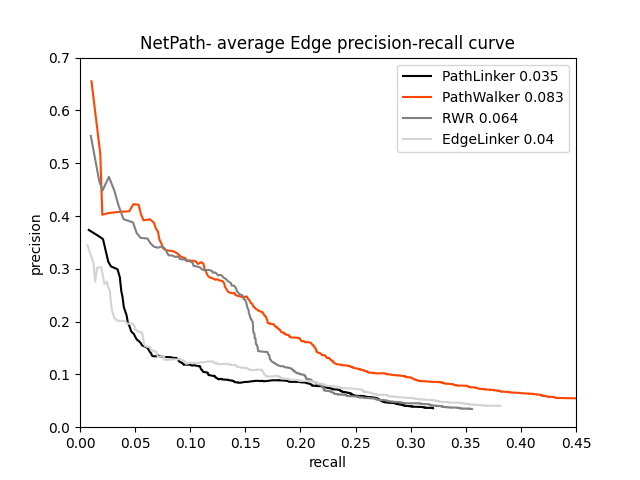 NetPath- average Edge precision-recall curve
0.7
0.6
0.5
0.4
0.3
0.2
0.1
0.0
precision
PathLinker 0.035
PathWalker 0.083
RWR 0.064
EdgeLinker 0.04
0.00 0.05 0.10 0.15 0.20 0.25 0.30 0.35 0.40 0.45
recall